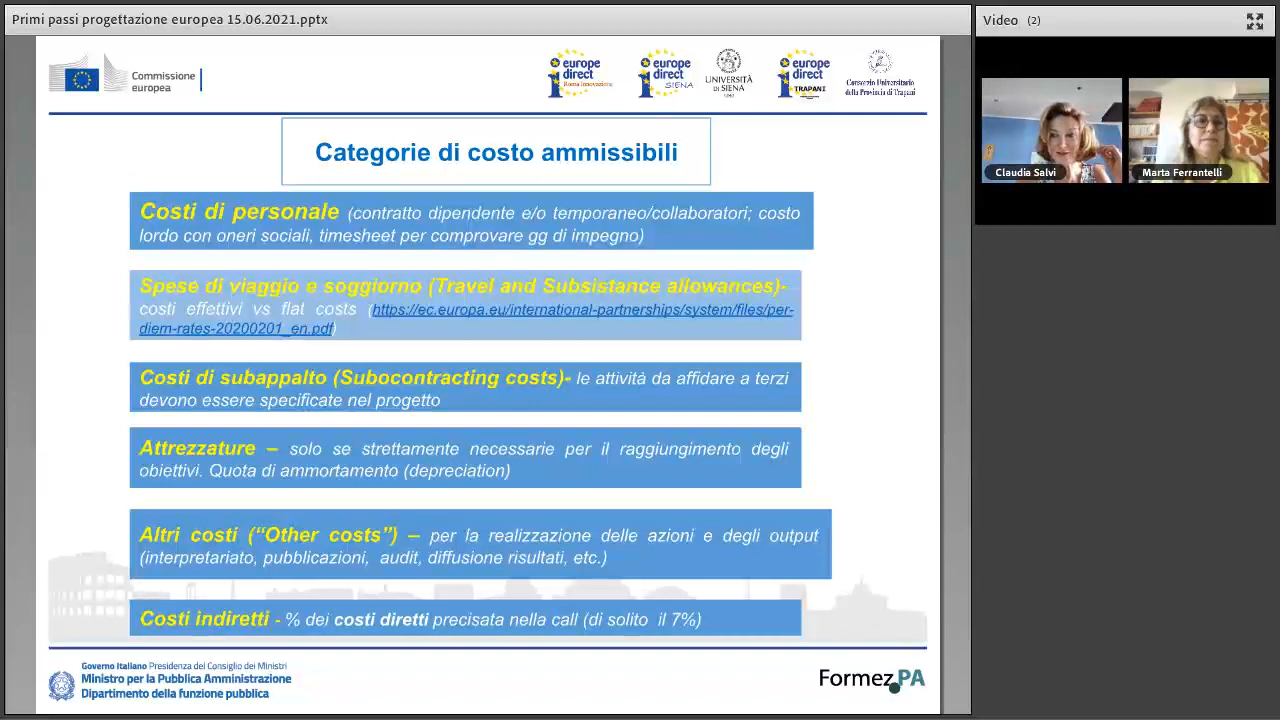 Primi passi progettazione europea 15.06.2021.pptx
Video (2)
Commissione
europea
europe
direct
Roma Innovazione
europe
direct
SIENA
UNIVERSITÀ
DI SIENA
1240
europe
direct
TRAPANI
Consorzio Universitario
della Provincia di Trapani
Claudia Salvi
Marta Ferrantelli
Categorie di costo ammissibili
Costi di personale (contratto dipendente e/o temporaneo/collaboratori; costo
lordo con oneri sociali, timesheet per comprovare gg di impegno)
Spese di viaggio e soggiorno (Travel and Subsistance allowances)-
costi effettivi vs flat costs (https://ec.europa.eu/international-partnerships/system/files/per-
diem-rates-20200201_en.pdf)
Costi di subappalto (Subocontracting costs)- le attività da affidare a terzi
devono essere specificate nel progetto
Attrezzature – solo se strettamente necessarie per il raggiungimento degli
obiettivi. Quota di ammortamento (depreciation)
Altri costi (“Other costs”) – per la realizzazione delle azioni e degli output
(interpretariato, pubblicazioni, audit, diffusione risultati, etc.)
Costi indiretti - % dei costi diretti precisata nella call (di solito il 7%)
Governo Italiano Presidenza del Consiglio dei Ministri
Ministro per la Pubblica Amministrazione
Dipartimento della funzione pubblica
Formez PA